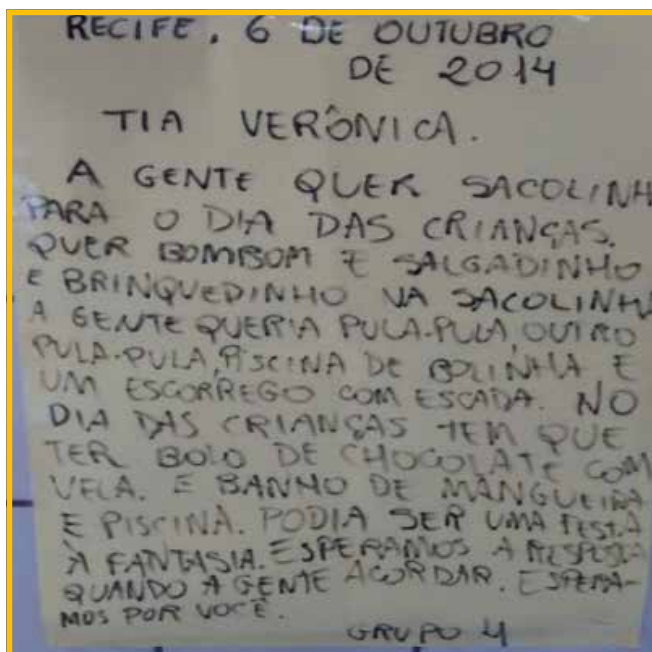 RECIFE, 6 DE OUTUBRO
DE 2014
TIA VERÔNICA.
A GENTE QUER SACOLINH
PARA O DIA DAS CRIANÇAS.
QUER BOMBOM E SALGADINHO
E BRINQUEDINHO NA SACOLINHA
A GENTE QUERIA PULA-PULA, OUTRO
PULA-PULA, PISCINA DE BOLINHA E
UM ESCORREGO COM ESCADA. NO
DIA DAS CRIANÇAS TEM QUE
TER BOLO DE CHOCOLATE COM
VELA. E BANHO DE MANGUEIRA
E PISCINA. PODIA SER UMA FESTA
À FANTASIA. ESPERAMOS A RESPOSTA
QUANDO A GENTE ACORDAR. ESPERA-
MOS POR VOCÊ.
GRUPO 4